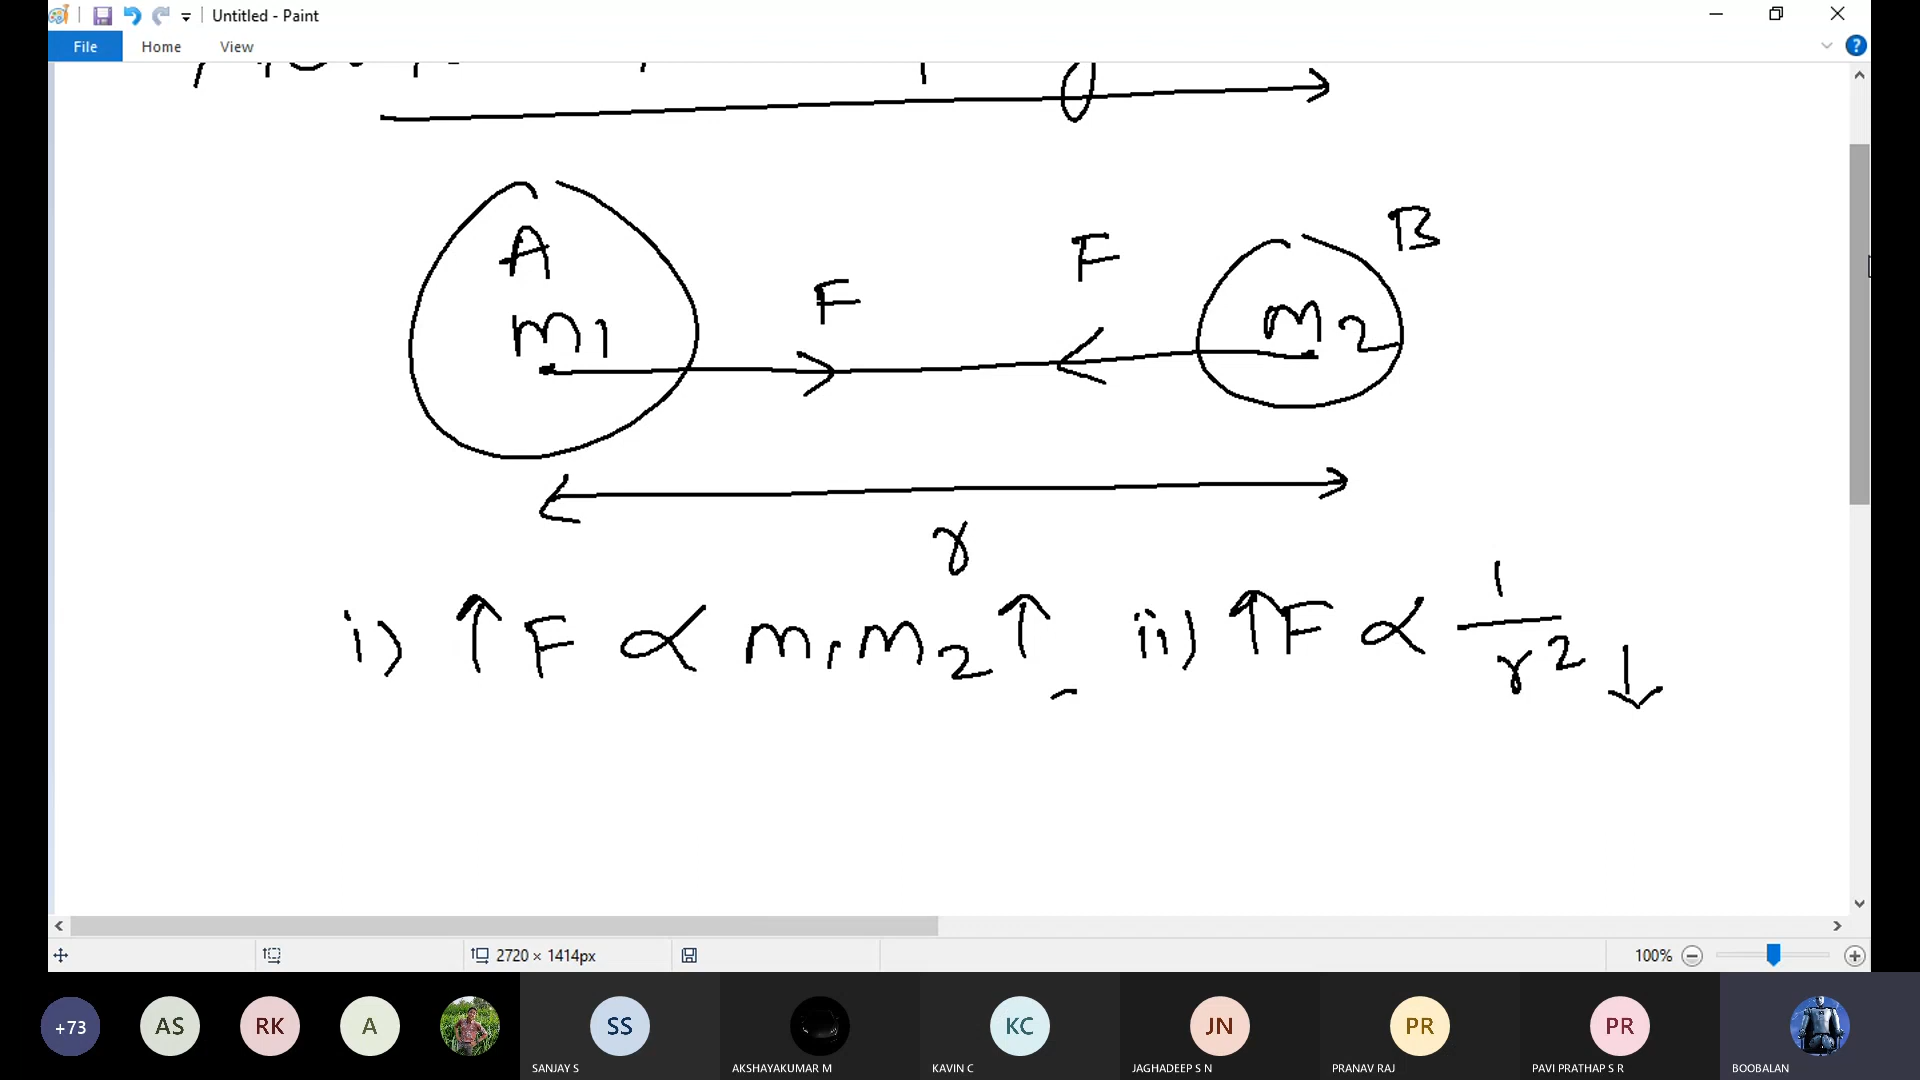 Untitled - Paint
File Home View
A
B
F
F
m1
m2
r
i) ↑ F ∝ m1m2 ↑ ii) ↑F ∝ 1/r² ↓
2720 × 1414px
100%
+73
AS
RK
A
SS
KC
JN
PR
PR
SANJAY S
AKSHAYAKUMAR M
KAVIN C
JAGHADEEP S N
PRANAV RAJ
PAVI PRATHAP S R
BOOBALAN